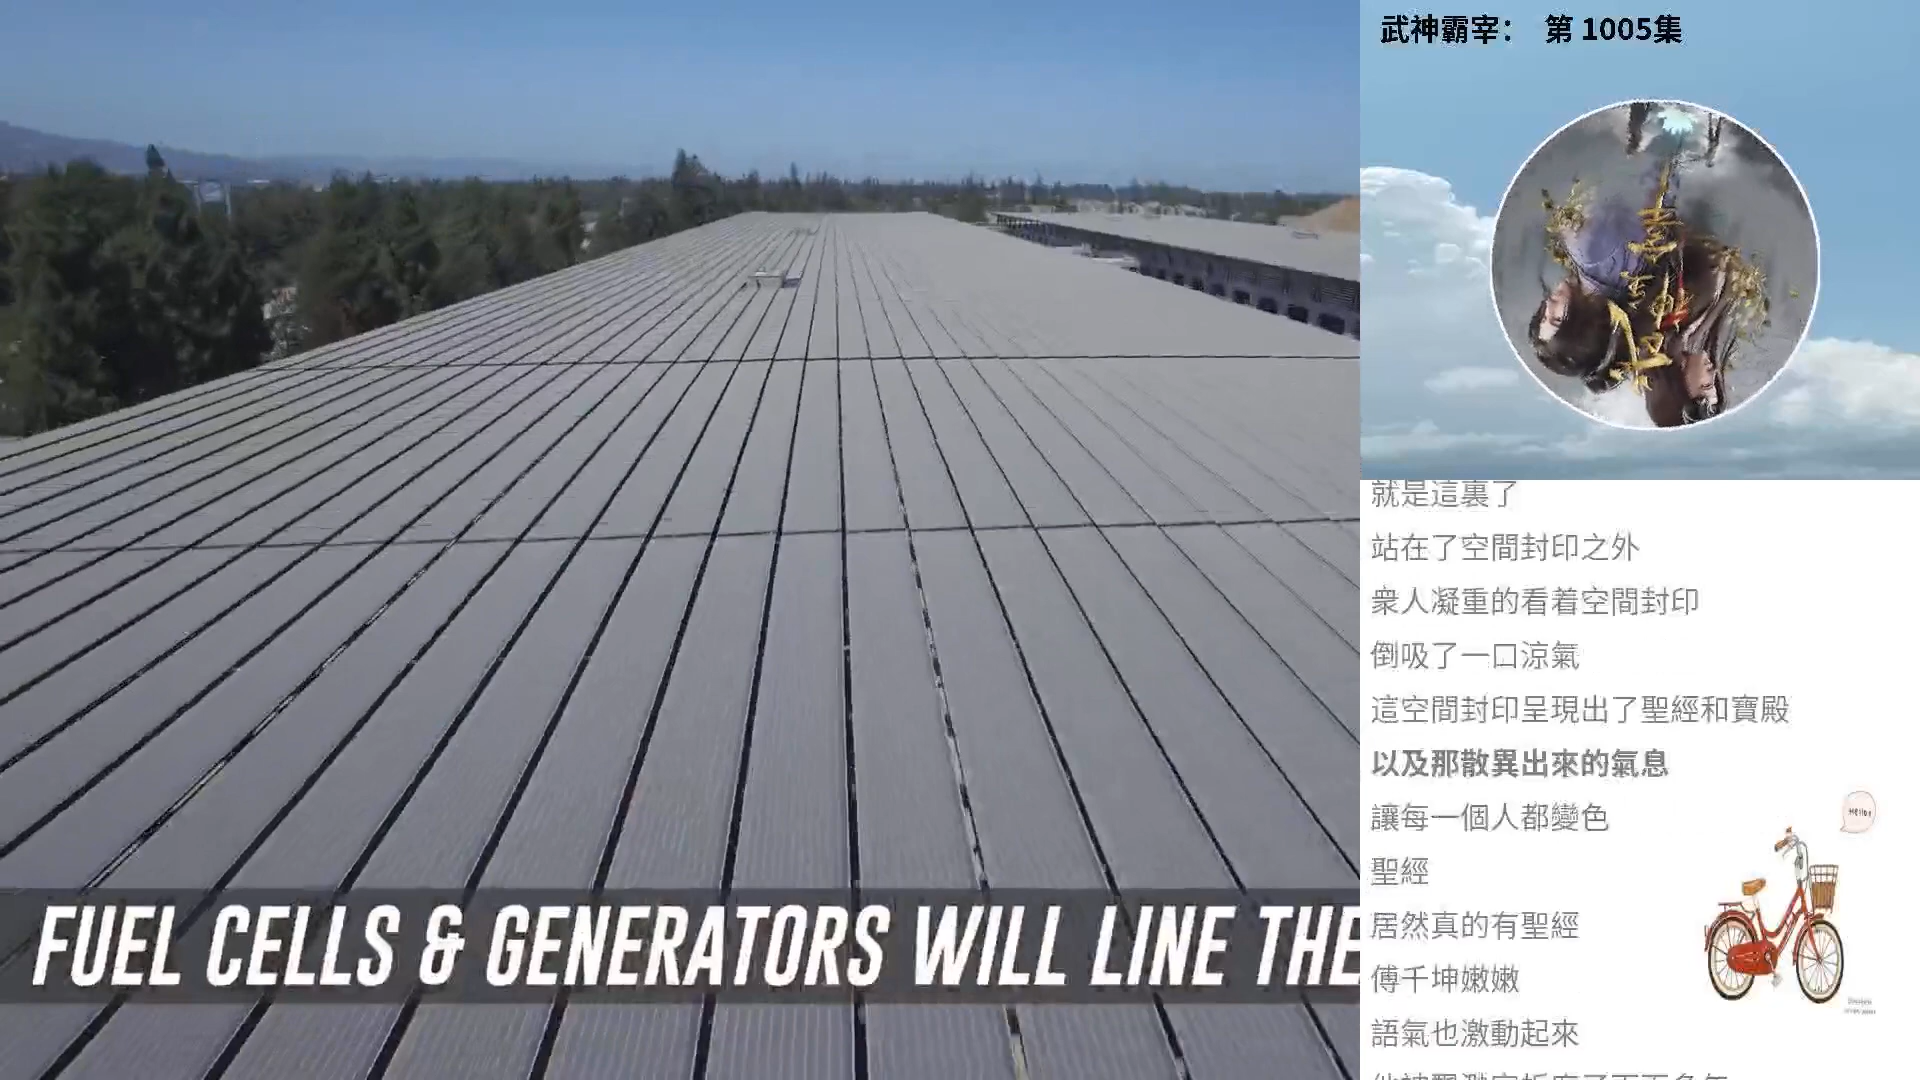 武神霸宰： 第 1005集
FUEL CELLS & GENERATORS WILL LINE THE
就是這裏了
站在了空間封印之外
衆人凝重的看着空間封印
倒吸了一口涼氣
這空間封印呈現出了聖經和寶殿
以及那散異出來的氣息
讓每一個人都變色
聖經
居然真的有聖經
傅千坤嫩嫩
語氣也激動起來
Hello!